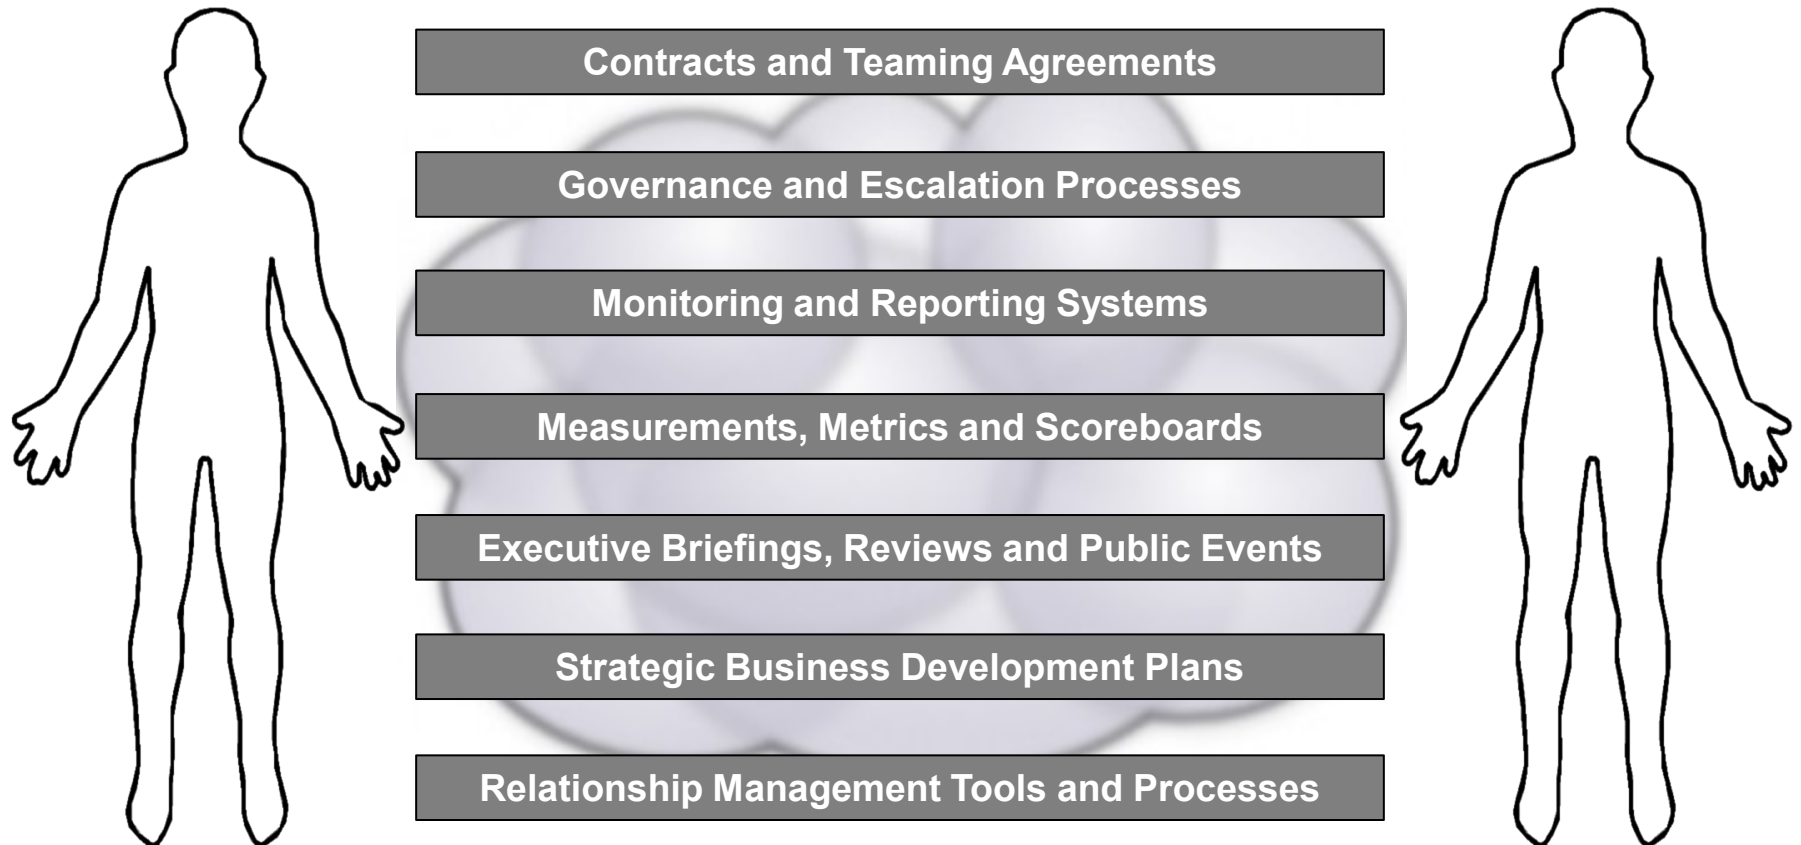 Contracts and Teaming Agreements
Governance and Escalation Processes
Monitoring and Reporting Systems
Measurements, Metrics and Scoreboards
Executive Briefings, Reviews and Public Events
Strategic Business Development Plans
Relationship Management Tools and Processes